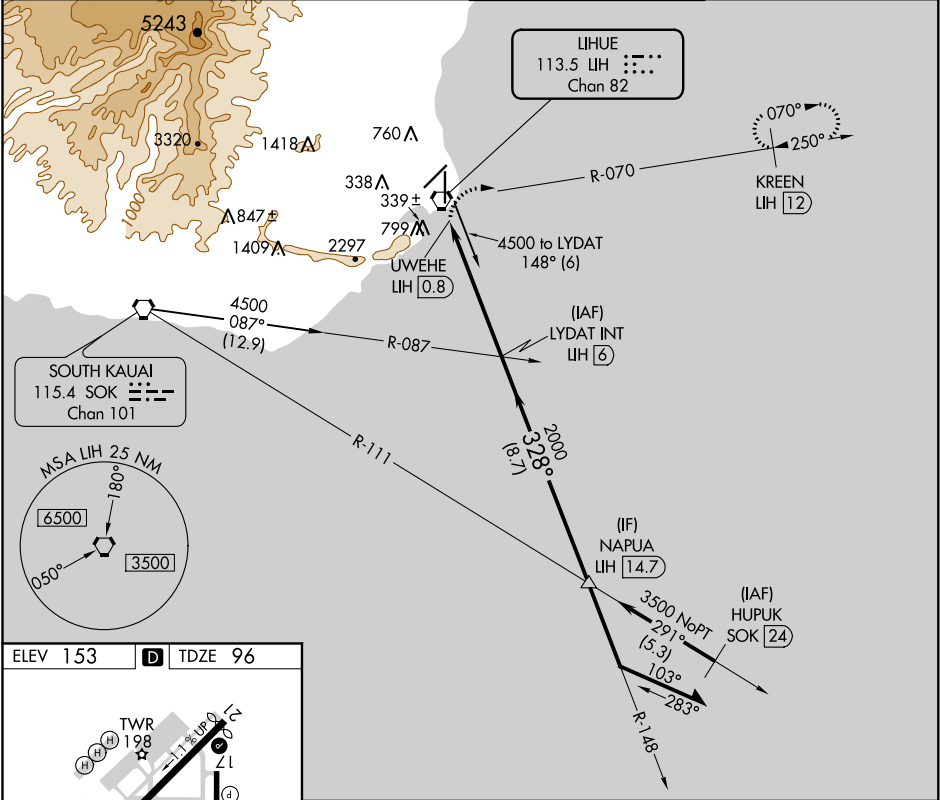 5243
LIHUE
113.5 LIH
Chan 82
3320
1418
760
070°
250°
KREEN
LIH 12
R-070
338
339±
847±
799
1409
2297
UWEHE
LIH 0.8
4500 to LYDAT
148° (6)
4500
087°
(12.9)
R-087
(IAF)
LYDAT INT
LIH 6
SOUTH KAUAI
115.4 SOK
Chan 101
R-111
2000
328°
(8.7)
MSA LIH 25 NM
180°
6500
3500
050°
(IF)
NAPUA
LIH 14.7
(IAF)
HUPUK
SOK 24
3500 NoPT
291°
(5.3)
103°
283°
R-148
ELEV 153 D TDZE 96
TWR
198
1.1% UP
21
P
17
P
H
H
H